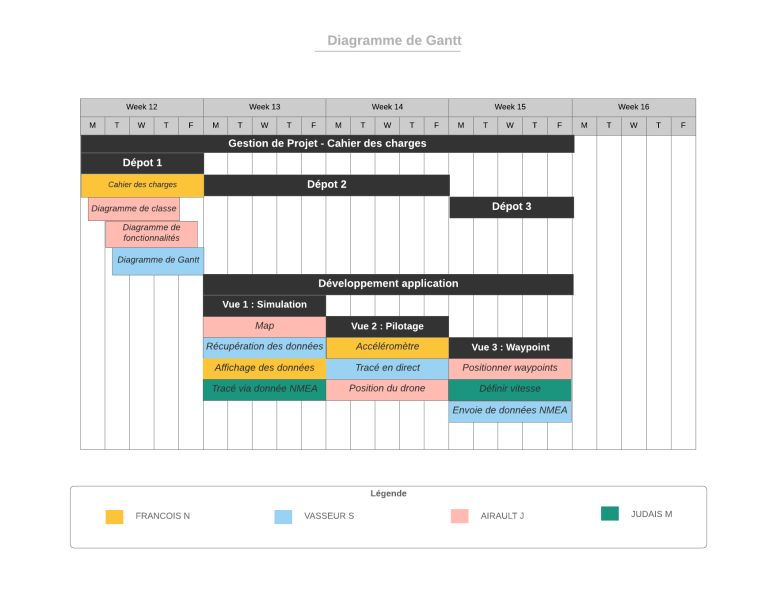 Diagramme de Gantt
Week 12 Week 13 Week 14 Week 15 Week 16
M T W T F M T W T F M T W T F M T W T F M T W T F
Gestion de Projet - Cahier des charges
Dépot 1
Cahier des charges
Dépot 2
Diagramme de classe
Dépot 3
Diagramme de
fonctionnalités
Diagramme de Gantt
Développement application
Vue 1 : Simulation
Map
Vue 2 : Pilotage
Récupération des données
Accéléromètre
Vue 3 : Waypoint
Affichage des données
Tracé en direct
Positionner waypoints
Tracé via donnée NMEA
Position du drone
Définir vitesse
Envoie de données NMEA
Légende
FRANCOIS N
VASSEUR S
AIRAULT J
JUDAIS M